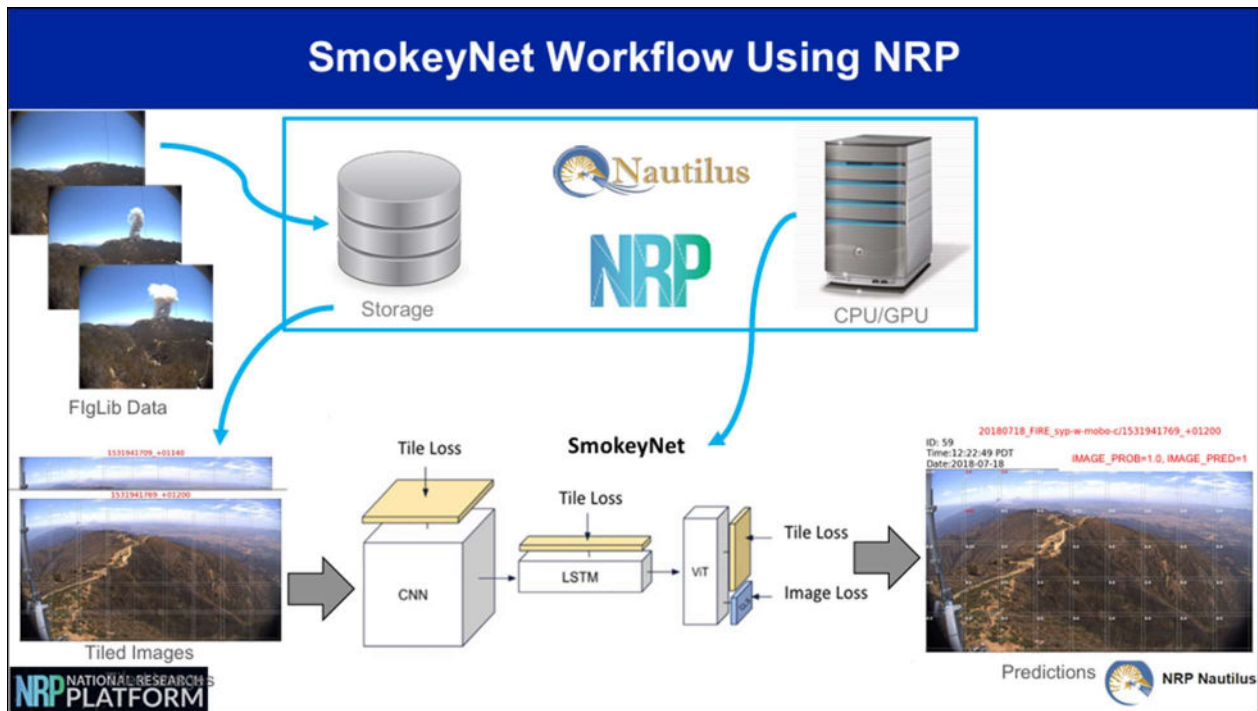 SmokeyNet Workflow Using NRP
Nautilus
NRP
Storage
CPU/GPU
FIgLib Data
1531941709_+01140
1531941769_+01200
Tiled Images
Tile Loss
CNN
SmokeyNet
Tile Loss
LSTM
ViT
Tile Loss
Image Loss
20180718_FIRE_syp-w-mobo-c/1531941769_+01200
ID: 59
Time:12:22:49 PDT
Date:2018-07-18
IMAGE_PROB=1.0, IMAGE_PRED=1
Predictions
NRP NATIONAL RESEARCH
PLATFORM
NRP Nautilus